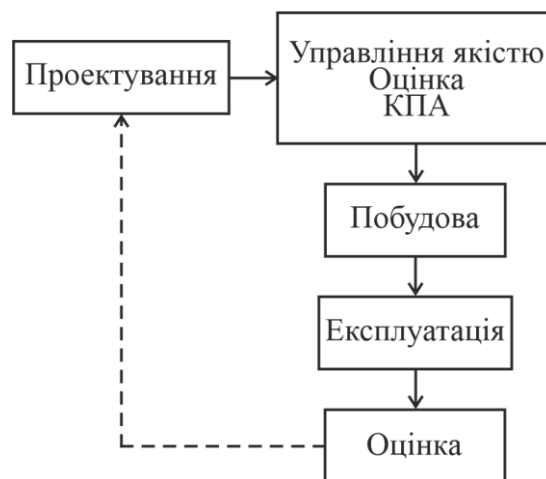 Проектування
Управління якістю
Оцінка
КПА
Побудова
Експлуатація
Оцінка